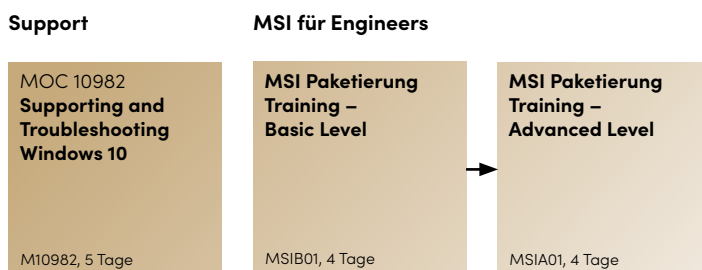 Support
MOC 10982
Supporting and
Troubleshooting
Windows 10
M10982, 5 Tage
MSI für Engineers
MSI Paketierung
Training –
Basic Level
MSIB01, 4 Tage
MSI Paketierung
Training –
Advanced Level
MSIA01, 4 Tage